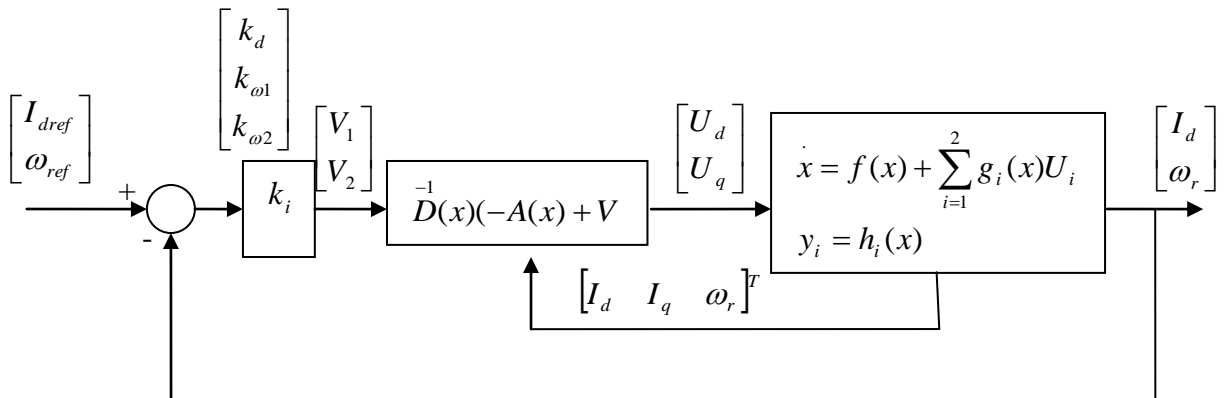 [I_dref
ω_ref]
+
-
[k_d
k_ω1
k_ω2]
k_i
[V_1
V_2]
D^-1(x)(-A(x) + V
[U_d
U_q]
ẋ = f(x) + ∑_{i=1}^{2} g_i(x)U_i
y_i = h_i(x)
[I_d I_q ω_r]^T
[I_d
ω_r]